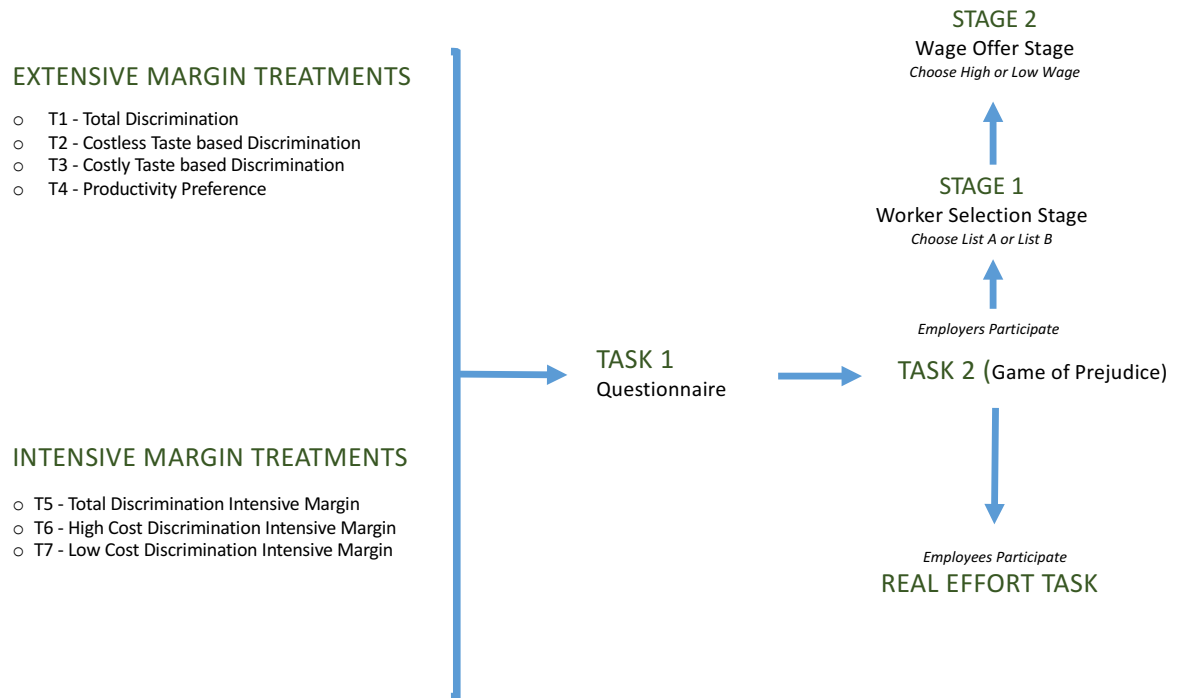 EXTENSIVE MARGIN TREATMENTS
o T1 - Total Discrimination
o T2 - Costless Taste based Discrimination
o T3 - Costly Taste based Discrimination
o T4 - Productivity Preference
INTENSIVE MARGIN TREATMENTS
o T5 - Total Discrimination Intensive Margin
o T6 - High Cost Discrimination Intensive Margin
o T7 - Low Cost Discrimination Intensive Margin
TASK 1
Questionnaire
STAGE 2
Wage Offer Stage
Choose High or Low Wage
STAGE 1
Worker Selection Stage
Choose List A or List B
Employers Participate
TASK 2 (Game of Prejudice)
Employees Participate
REAL EFFORT TASK